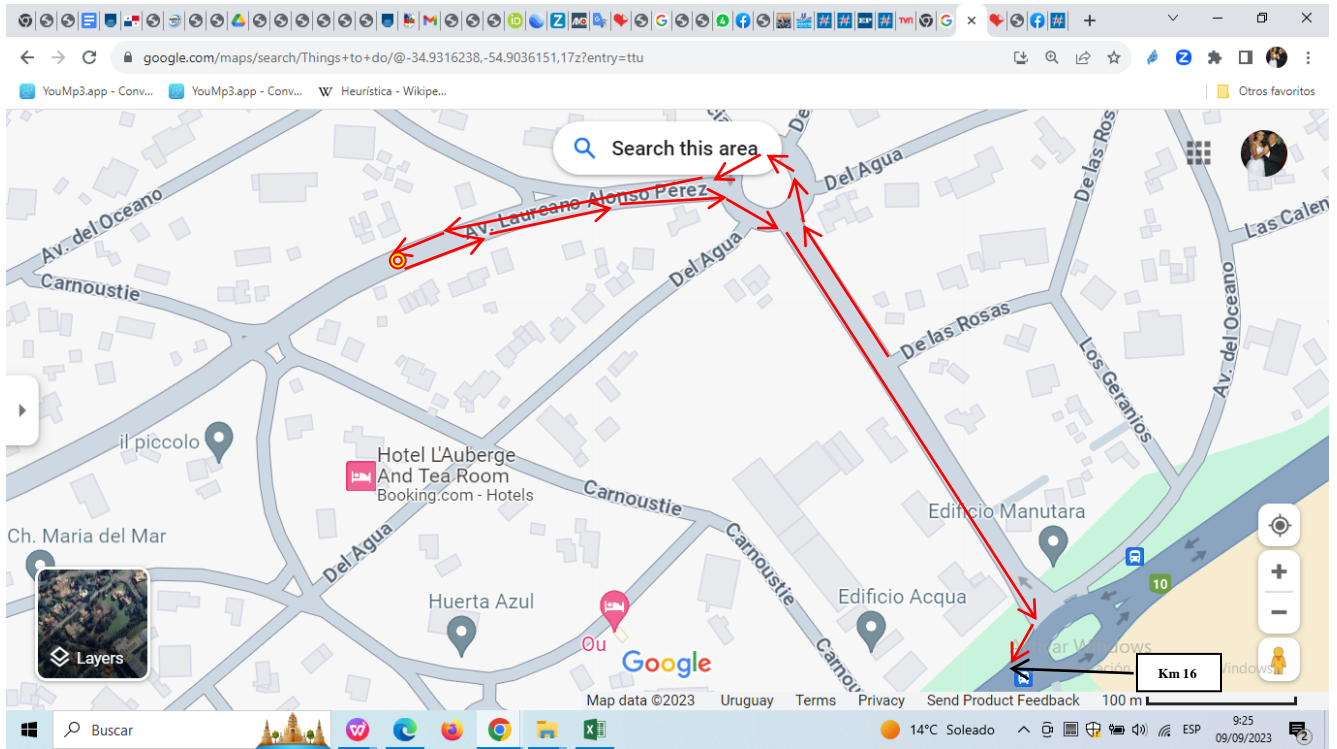 google.com/maps/search/Things+to+do/@-34.9316238,-54.9036151,17z?entry=ttu
YouMp3.app - Conv...
YouMp3.app - Conv...
W Heurística - Wikipe...
Otros favoritos
Search this area
De las Rosas
Del Agua
Av. Laureano Alonso Perez
Av. del Oceano
Las Calen
Carnoustie
Del Agua
Av. del Oceano
De las Rosas
Los Geranios
il piccolo
Hotel L'Auberge
And Tea Room
Booking.com - Hotels
Carnoustie
Edificio Manutara
Ch. Maria del Mar
Del Agua
Carnoustie
10
Huerta Azul
Edificio Acqua
Ou
Layers
Google
Carnou
Km 16
Map data ©2023 Uruguay Terms Privacy Send Product Feedback 100 m
Buscar
14°C Soleado
ESP
9:25
09/09/2023
2